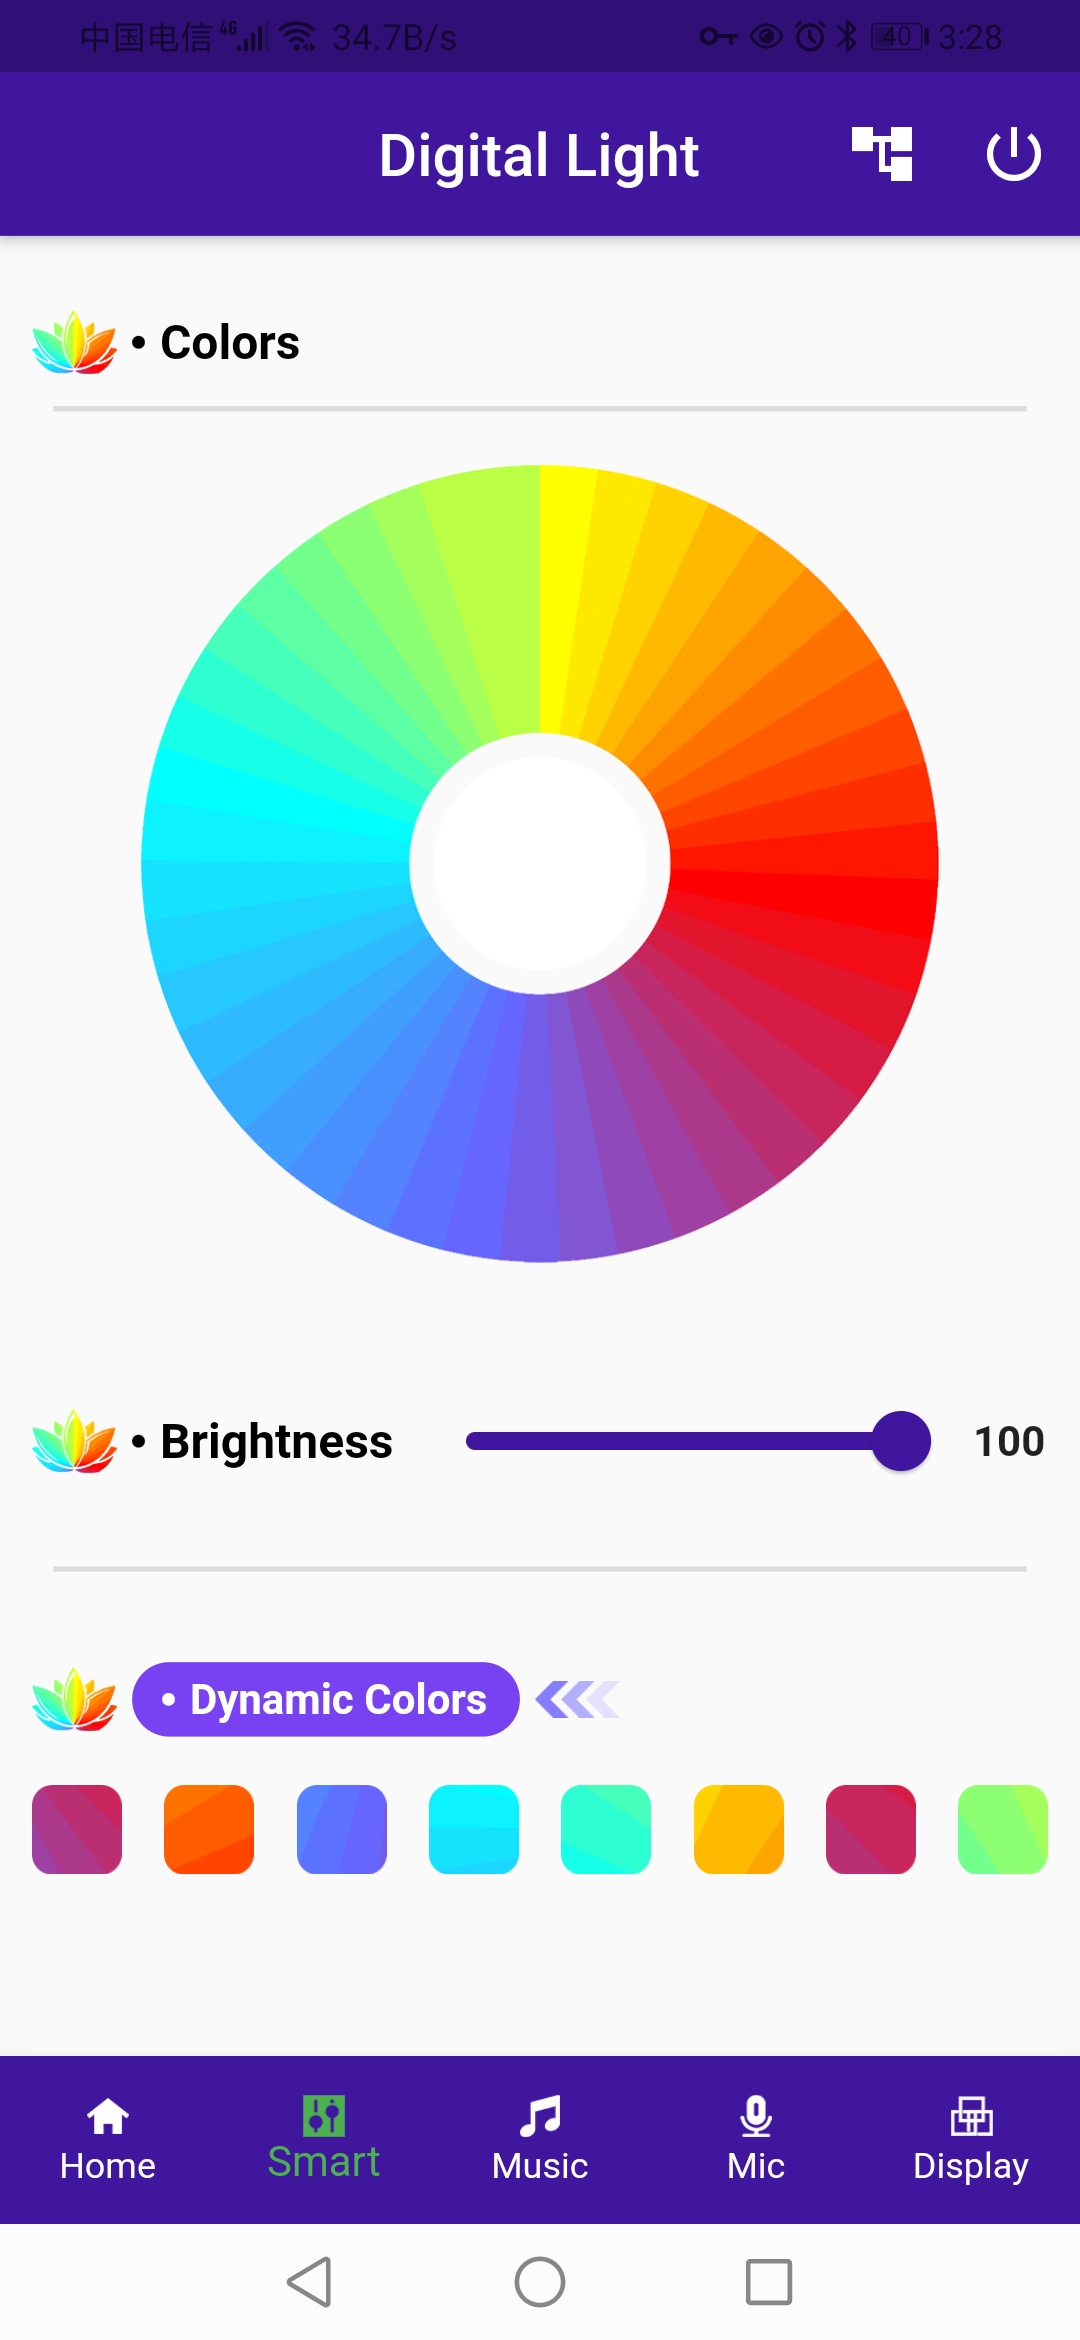 中国电信 4G 34.7B/s 40 3:28
Digital Light
• Colors
• Brightness 100
• Dynamic Colors
Home Smart Music Mic Display